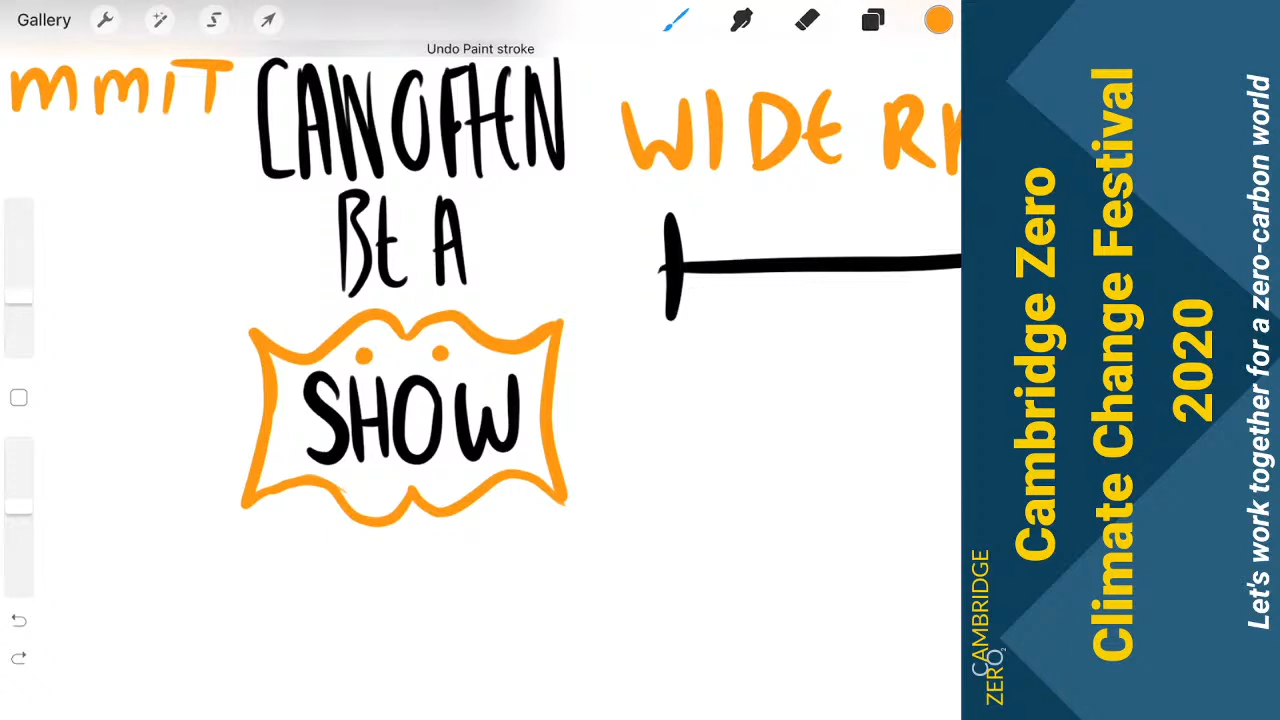 Gallery
Undo Paint stroke
mmiT
CAN OFTEN
BE A
SHOW
WIDE
Cambridge Zero
Climate Change Festival
2020
Let's work together for a zero-carbon world
CAMBRIDGE
ZERO₂